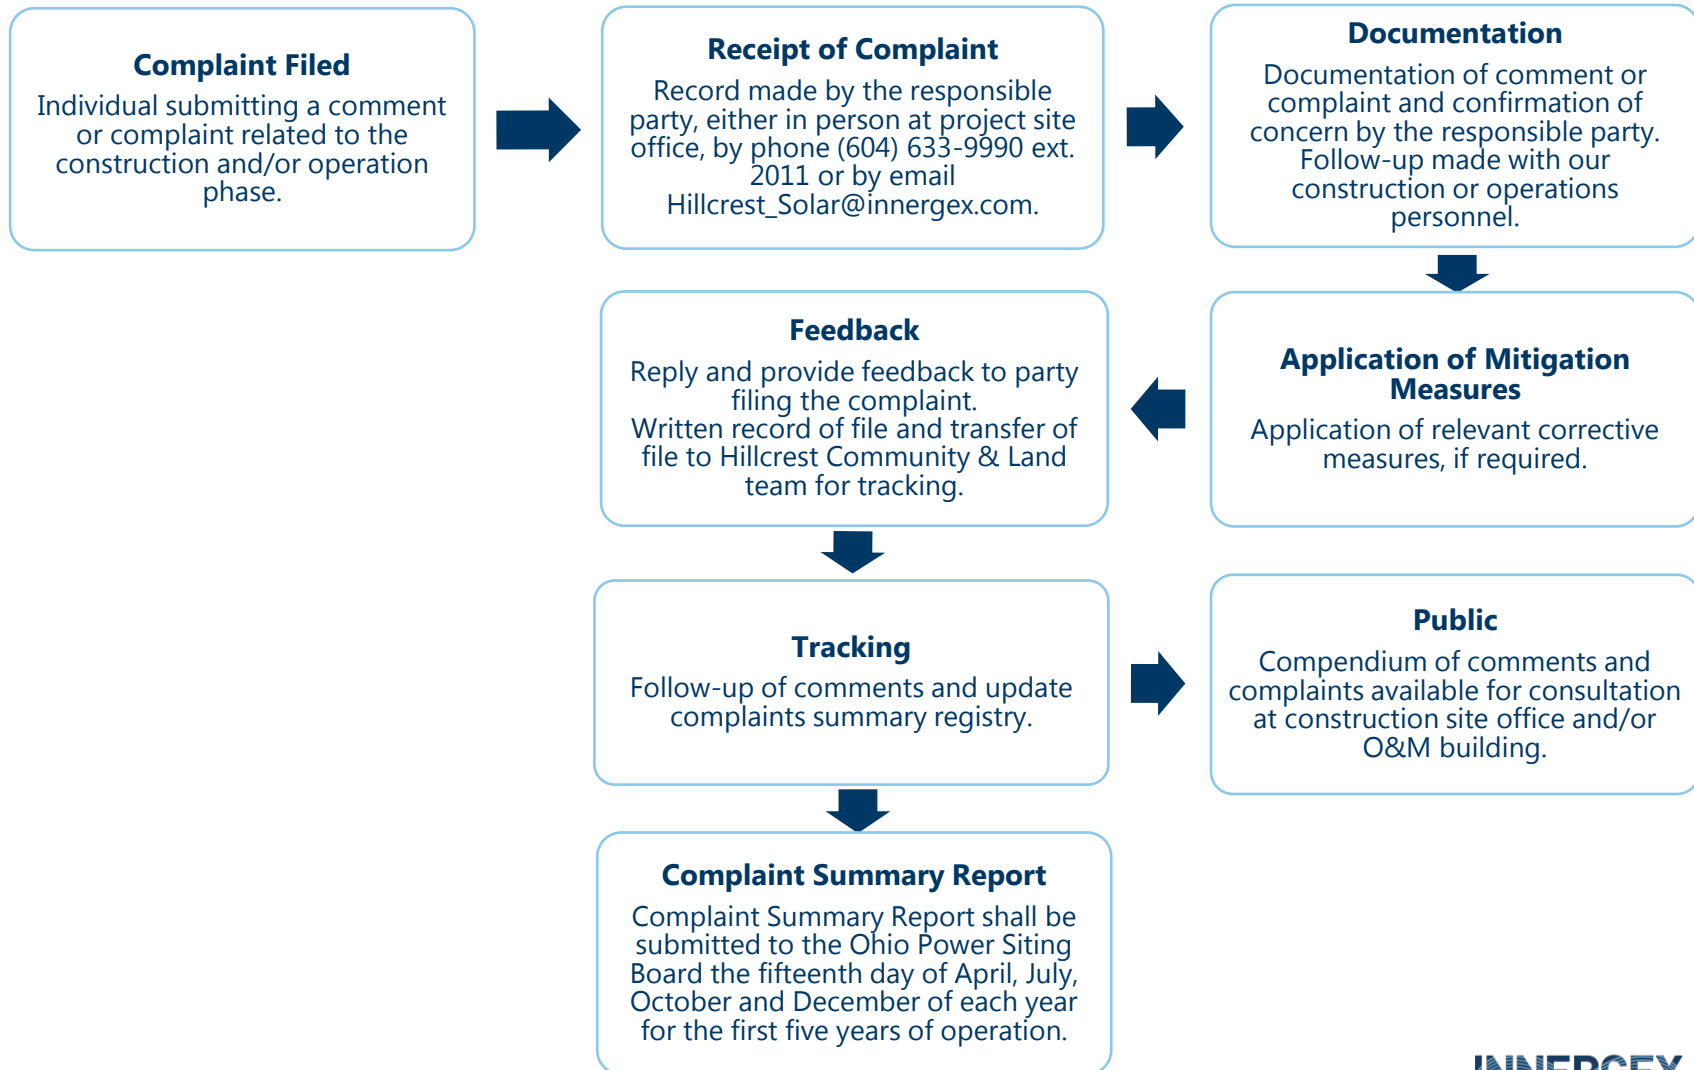 Complaint Filed
Individual submitting a comment
or complaint related to the
construction and/or operation
phase.
Receipt of Complaint
Record made by the responsible
party, either in person at project site
office, by phone (604) 633-9990 ext.
2011 or by email
Hillcrest_Solar@innergex.com.
Documentation
Documentation of comment or
complaint and confirmation of
concern by the responsible party.
Follow-up made with our
construction or operations
personnel.
Application of Mitigation
Measures
Application of relevant corrective
measures, if required.
Feedback
Reply and provide feedback to party
filing the complaint.
Written record of file and transfer of
file to Hillcrest Community & Land
team for tracking.
Tracking
Follow-up of comments and update
complaints summary registry.
Public
Compendium of comments and
complaints available for consultation
at construction site office and/or
O&M building.
Complaint Summary Report
Complaint Summary Report shall be
submitted to the Ohio Power Siting
Board the fifteenth day of April, July,
October and December of each year
for the first five years of operation.
INNERGEX